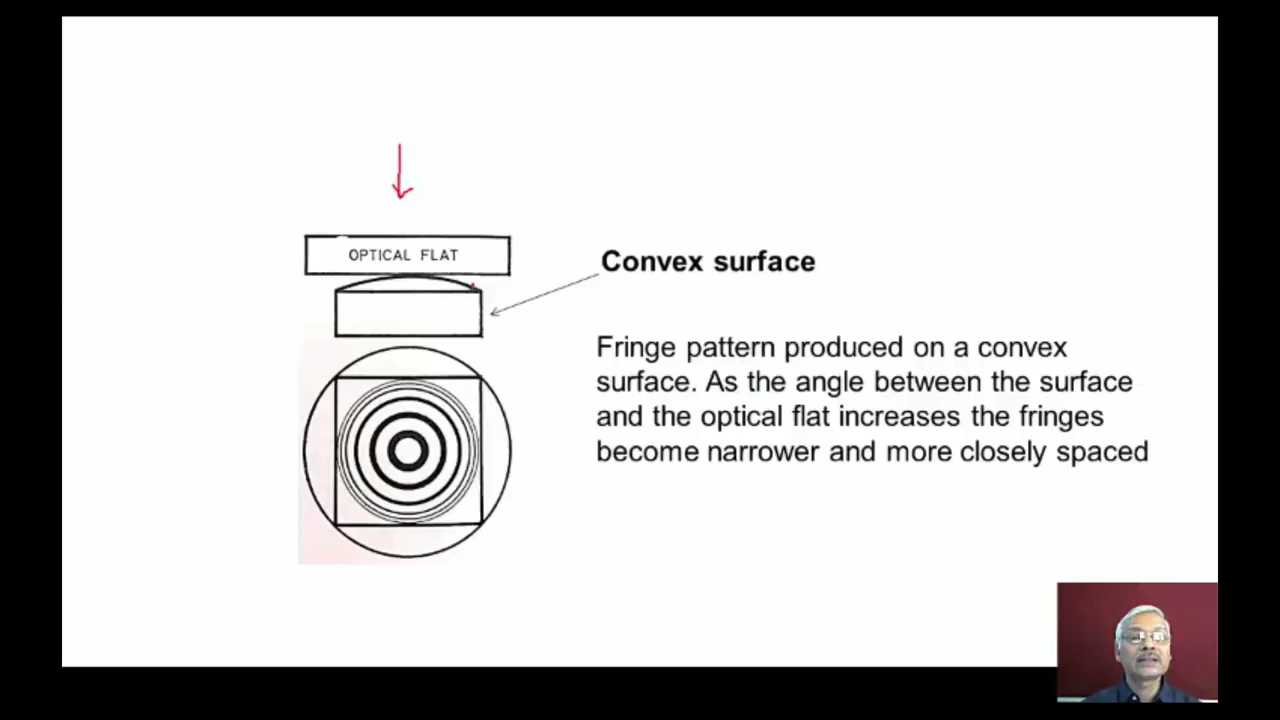 OPTICAL FLAT
Convex surface
Fringe pattern produced on a convex
surface. As the angle between the surface
and the optical flat increases the fringes
become narrower and more closely spaced